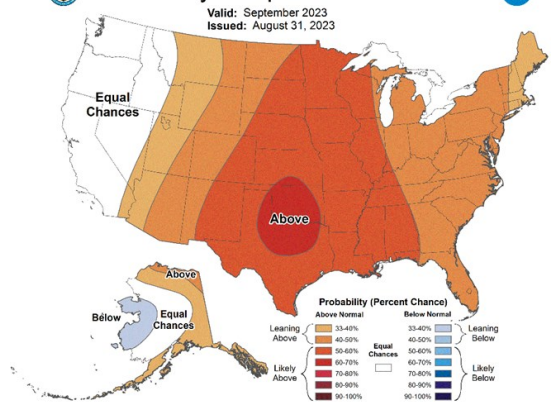 Valid: September 2023
Issued: August 31, 2023
Equal
Chances
Above
Above
Below
Equal
Chances
Probability (Percent Chance)
Above Normal
Below Normal
Leaning
Above
33-40%
40-50%
Likely
Above
50-60%
60-70%
70-80%
80-90%
90-100%
Equal
Chances
33-40%
40-50%
Leaning
Below
50-60%
60-70%
70-80%
80-90%
90-100%
Likely
Below